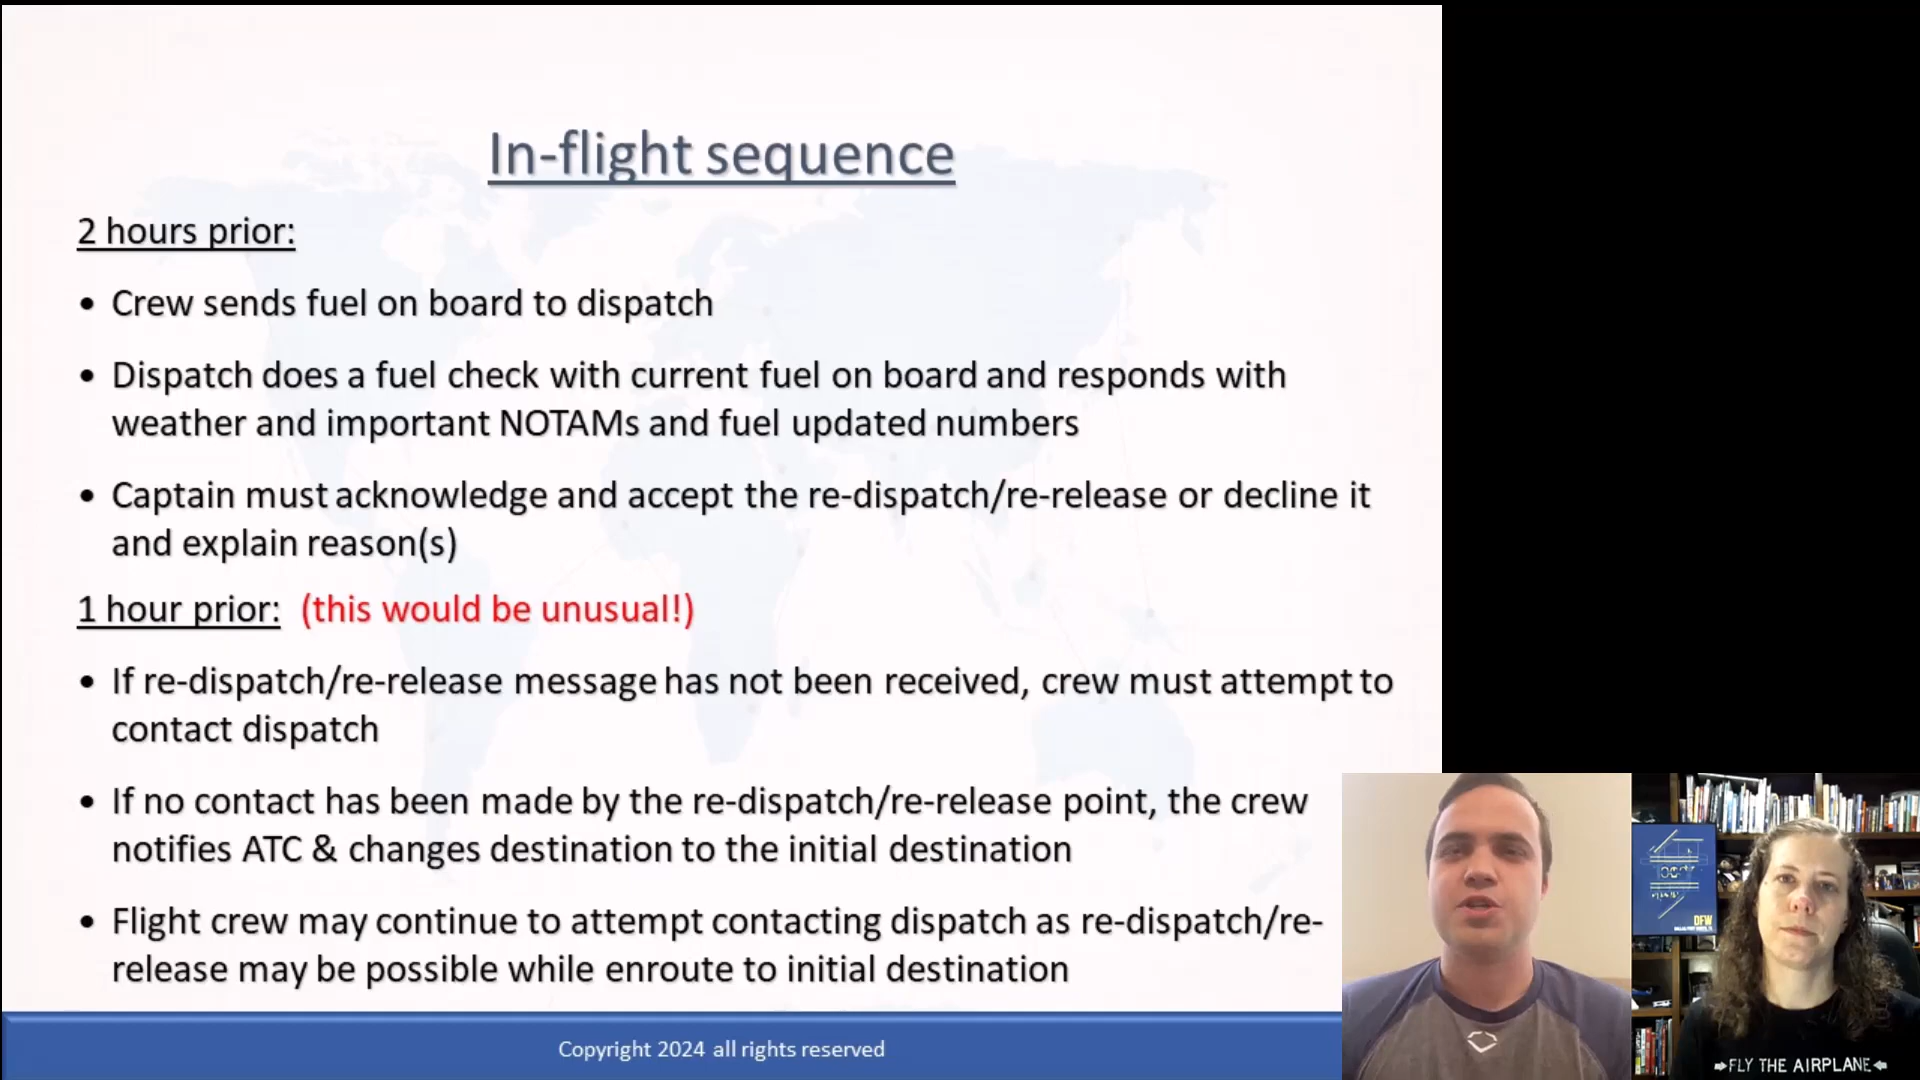 In-flight sequence
2 hours prior:
• Crew sends fuel on board to dispatch
• Dispatch does a fuel check with current fuel on board and responds with
weather and important NOTAMs and fuel updated numbers
• Captain must acknowledge and accept the re-dispatch/re-release or decline it
and explain reason(s)
1 hour prior: (this would be unusual!)
• If re-dispatch/re-release message has not been received, crew must attempt to
contact dispatch
• If no contact has been made by the re-dispatch/re-release point, the crew
notifies ATC & changes destination to the initial destination
• Flight crew may continue to attempt contacting dispatch as re-dispatch/re-
release may be possible while enroute to initial destination
Copyright 2024 all rights reserved
DFW
FLY THE AIRPLANE